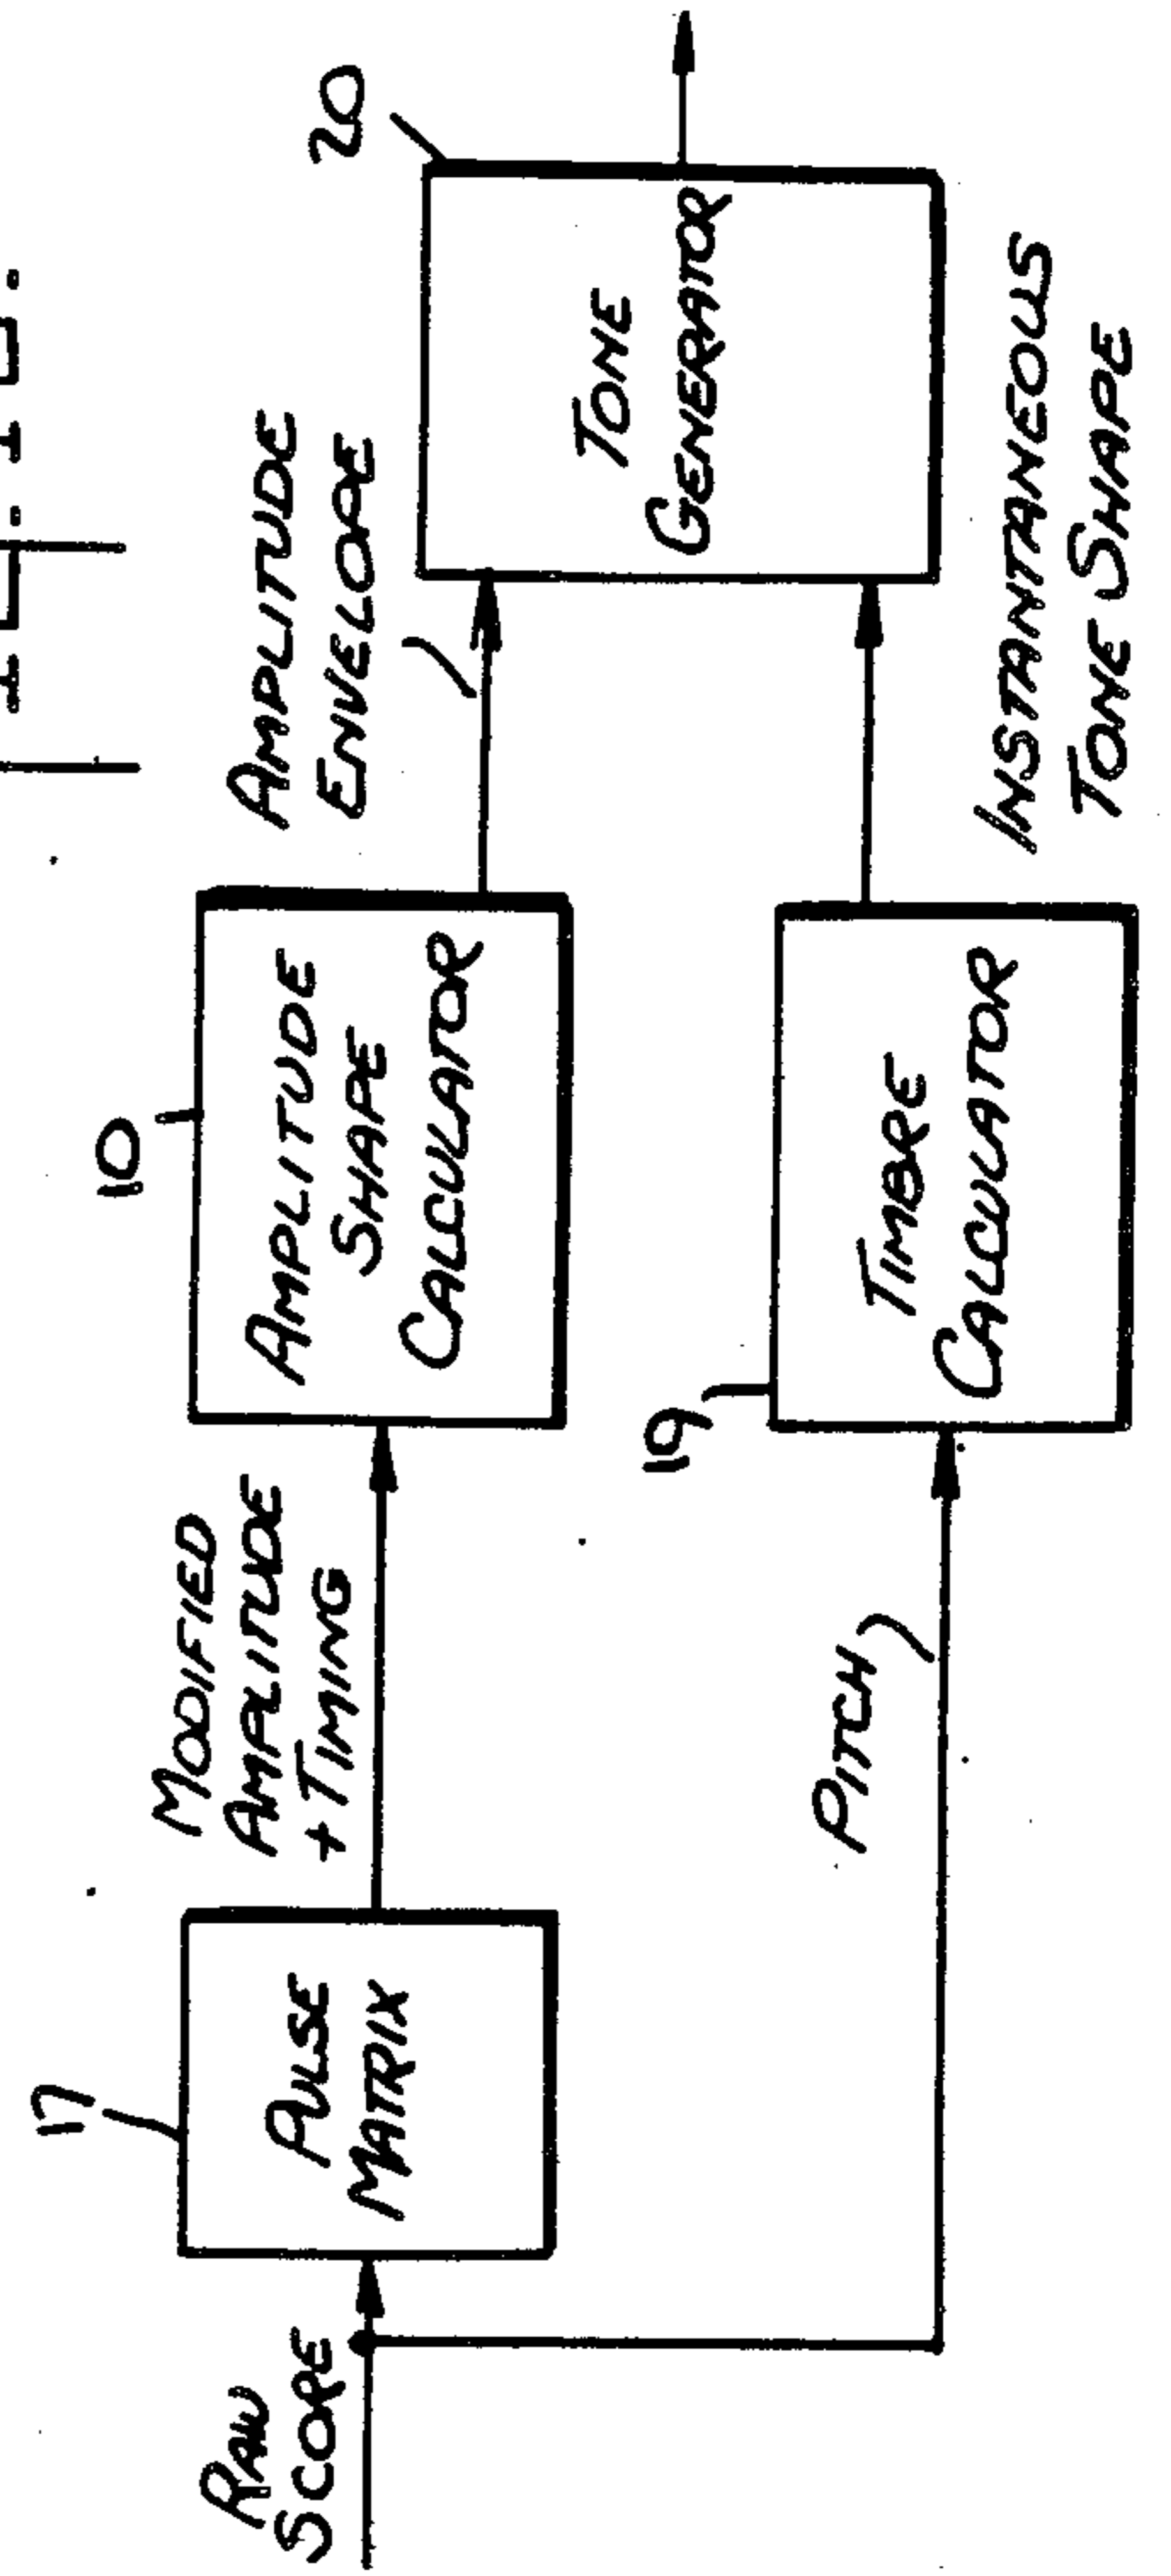 RAW
SCORE
17
PULSE
MATRIX
MODIFIED
AMPLITUDE
+ TIMING
10
AMPLITUDE
SHAPE
CALCULATOR
AMPLITUDE
ENVELOPE
20
TONE
GENERATOR
PITCH
19
TIMBRE
CALCULATOR
INSTANTANEOUS
TONE SHAPE